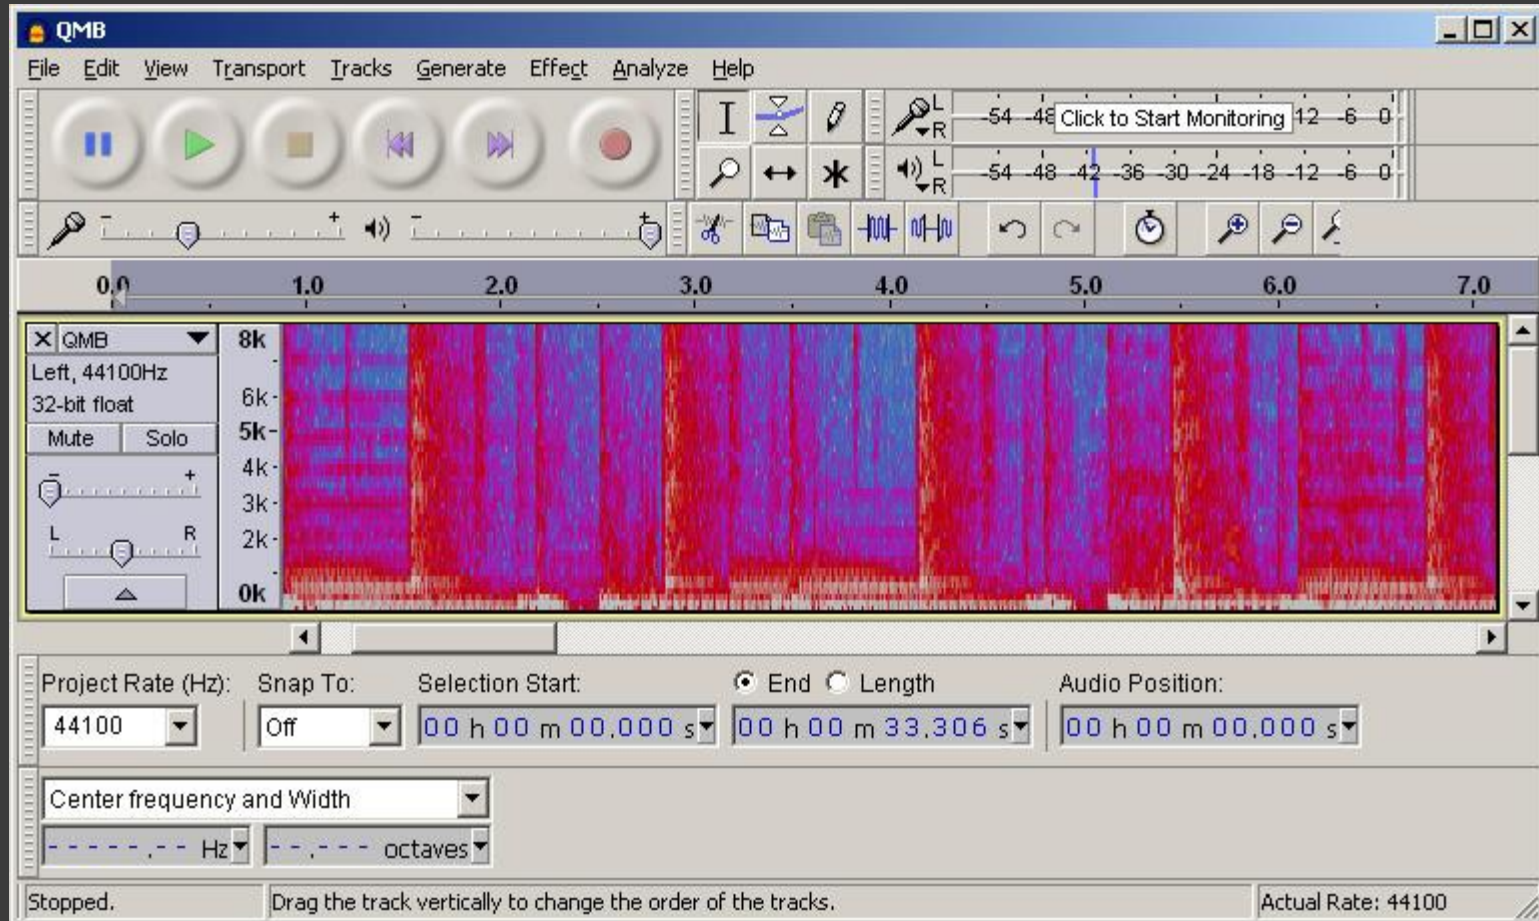 QMB
File Edit View Transport Tracks Generate Effect Analyze Help
L R -54 -48 Click to Start Monitoring 12 -6 0
L R -54 -48 -42 -36 -30 -24 -18 -12 -6 0
- + - +
0.0 1.0 2.0 3.0 4.0 5.0 6.0 7.0
X QMB
Left, 44100Hz
32-bit float
Mute Solo
- +
L R
8k
6k
5k
4k
3k
2k
0k
Project Rate (Hz): Snap To: Selection Start: End Length Audio Position:
44100 Off 00 h 00 m 00.000 s 00 h 00 m 33.306 s 00 h 00 m 00.000 s
Center frequency and Width
- - - - - . - - Hz - - . - - - octaves
Stopped. Drag the track vertically to change the order of the tracks. Actual Rate: 44100